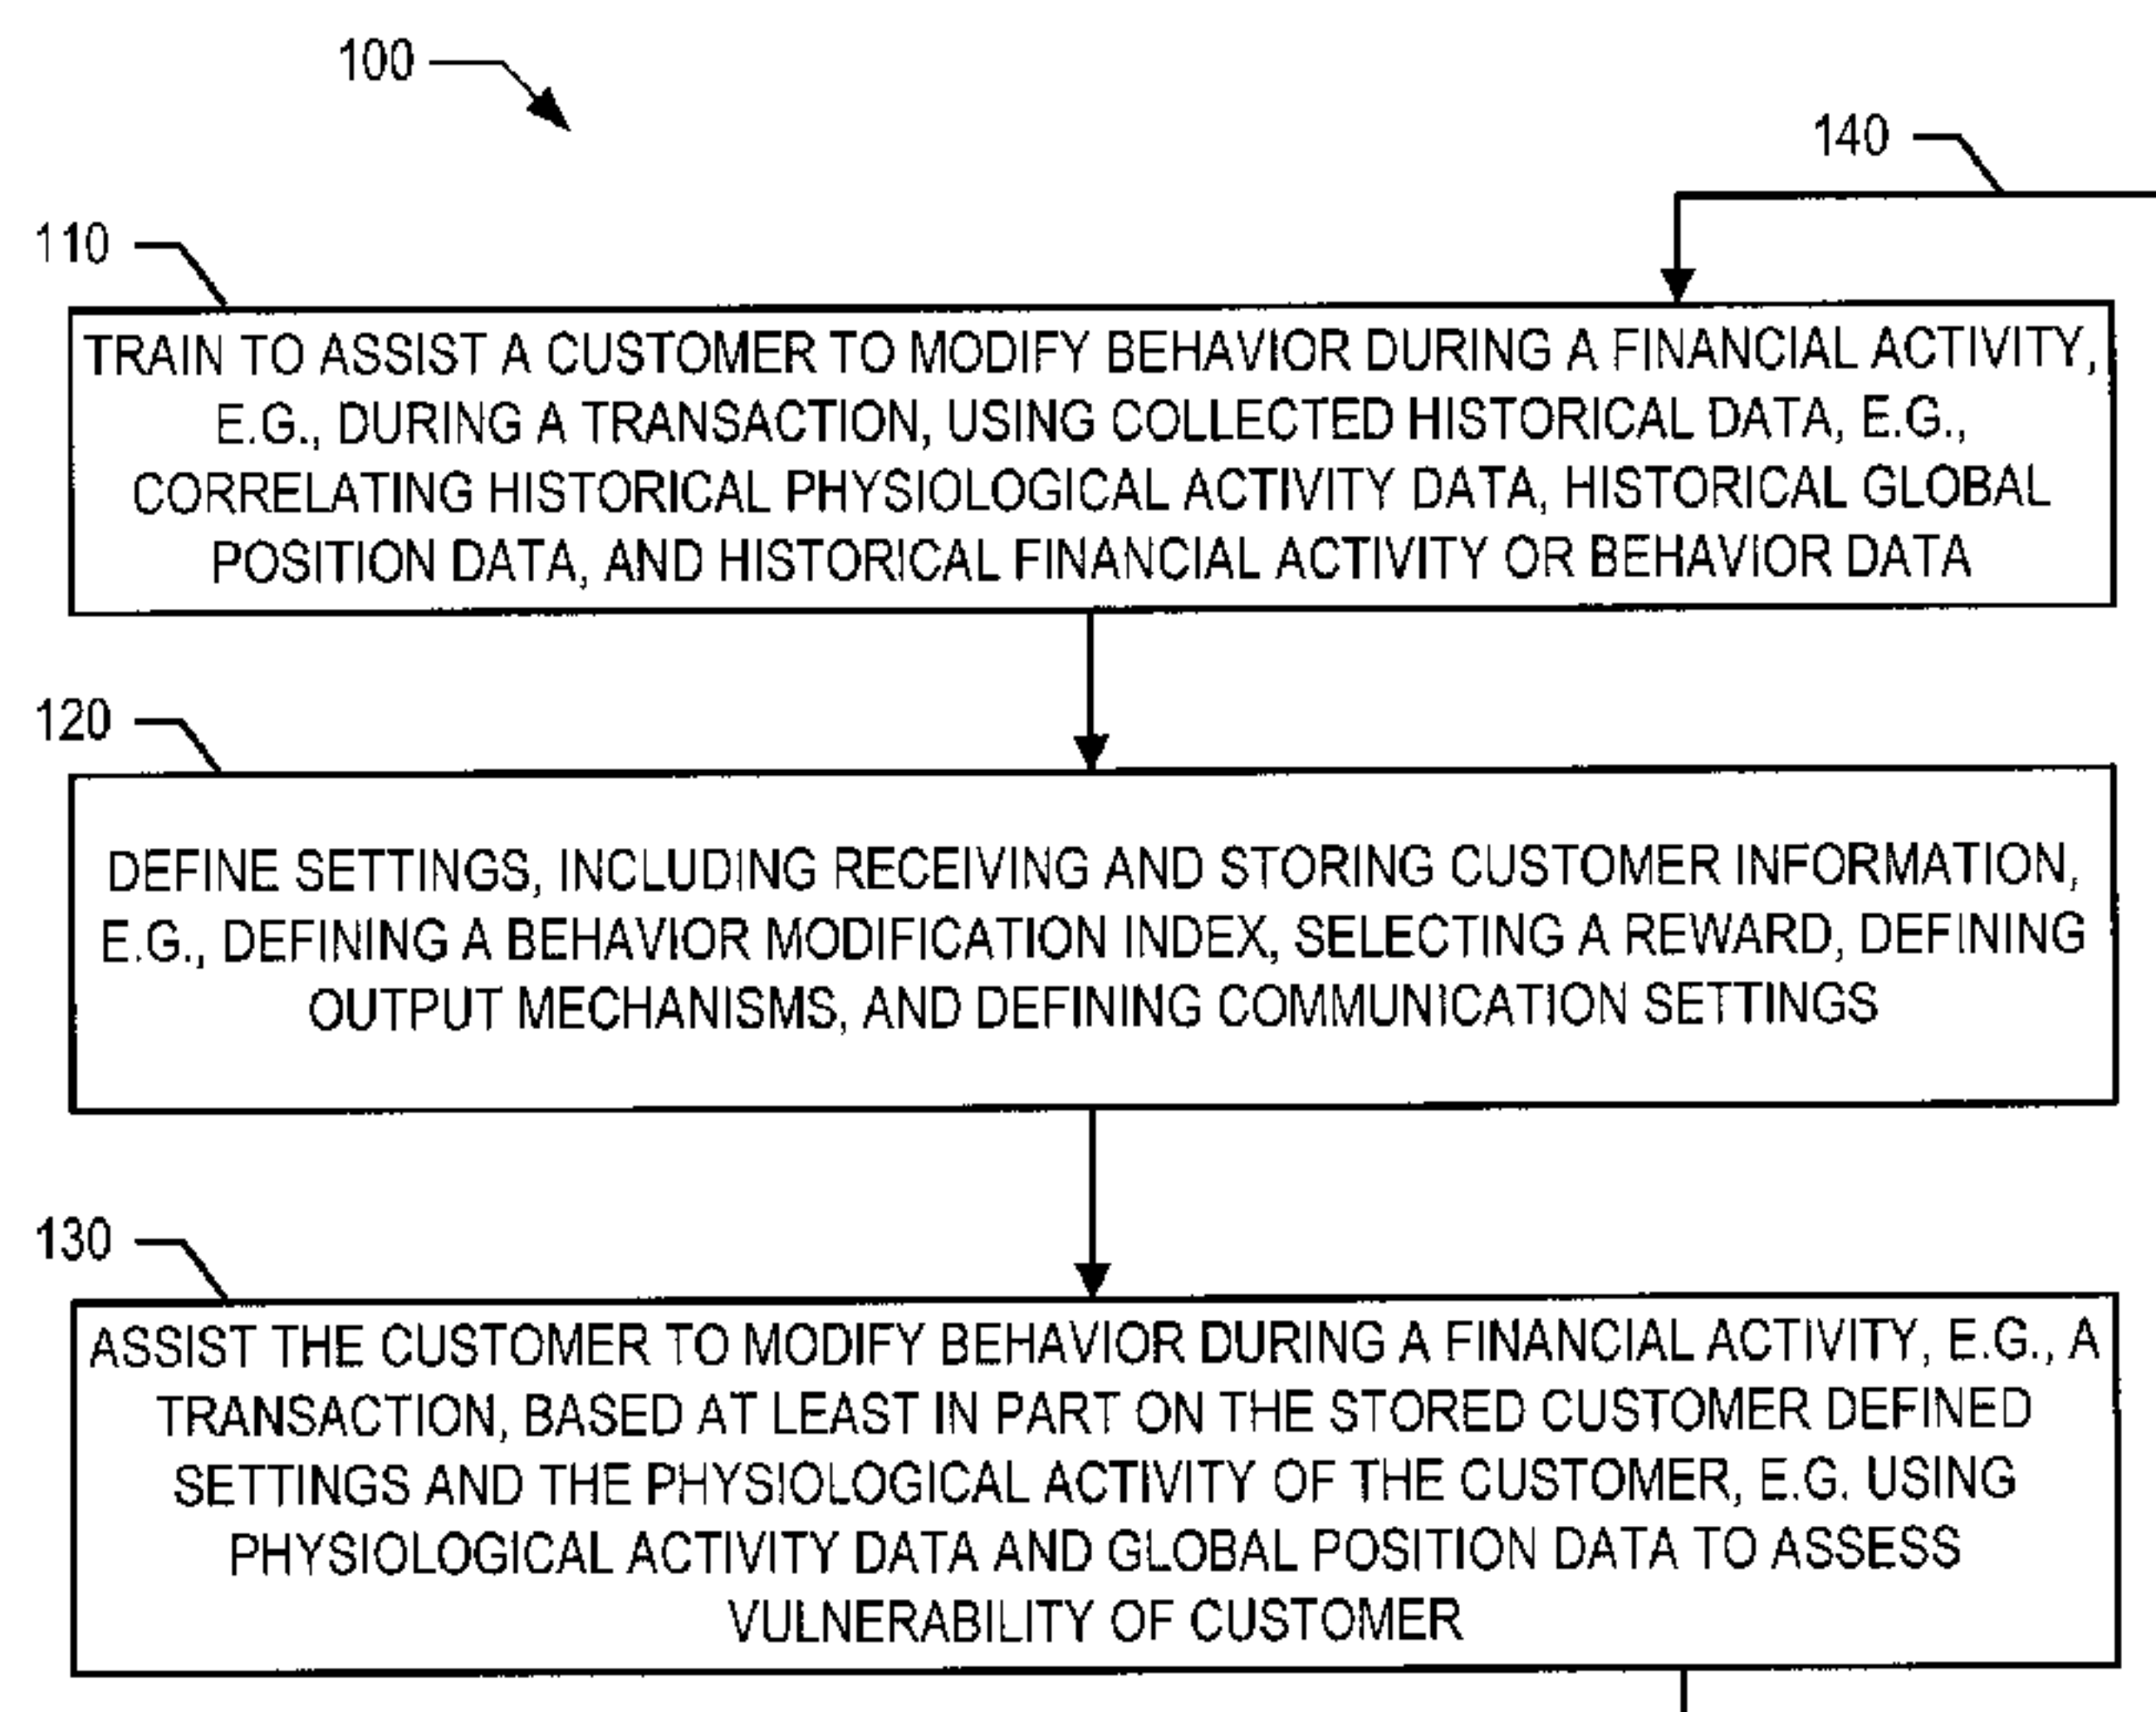 100
140
110
TRAIN TO ASSIST A CUSTOMER TO MODIFY BEHAVIOR DURING A FINANCIAL ACTIVITY,
E.G., DURING A TRANSACTION, USING COLLECTED HISTORICAL DATA, E.G.,
CORRELATING HISTORICAL PHYSIOLOGICAL ACTIVITY DATA, HISTORICAL GLOBAL
POSITION DATA, AND HISTORICAL FINANCIAL ACTIVITY OR BEHAVIOR DATA
120
DEFINE SETTINGS, INCLUDING RECEIVING AND STORING CUSTOMER INFORMATION,
E.G., DEFINING A BEHAVIOR MODIFICATION INDEX, SELECTING A REWARD, DEFINING
OUTPUT MECHANISMS, AND DEFINING COMMUNICATION SETTINGS
130
ASSIST THE CUSTOMER TO MODIFY BEHAVIOR DURING A FINANCIAL ACTIVITY, E.G., A
TRANSACTION, BASED AT LEAST IN PART ON THE STORED CUSTOMER DEFINED
SETTINGS AND THE PHYSIOLOGICAL ACTIVITY OF THE CUSTOMER, E.G. USING
PHYSIOLOGICAL ACTIVITY DATA AND GLOBAL POSITION DATA TO ASSESS
VULNERABILITY OF CUSTOMER